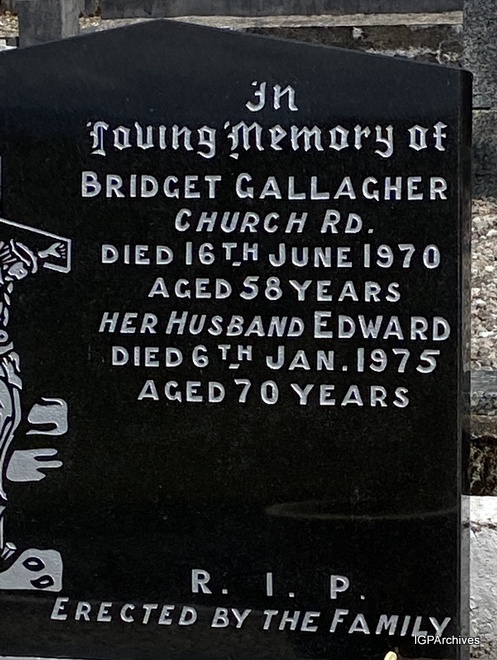 In
Loving Memory of
BRIDGET GALLAGHER
CHURCH RD.
DIED 16TH JUNE 1970
AGED 58 YEARS
HER HUSBAND EDWARD
DIED 6TH JAN. 1975
AGED 70 YEARS
R. I. P.
ERECTED BY THE FAMILY
IGPArchives